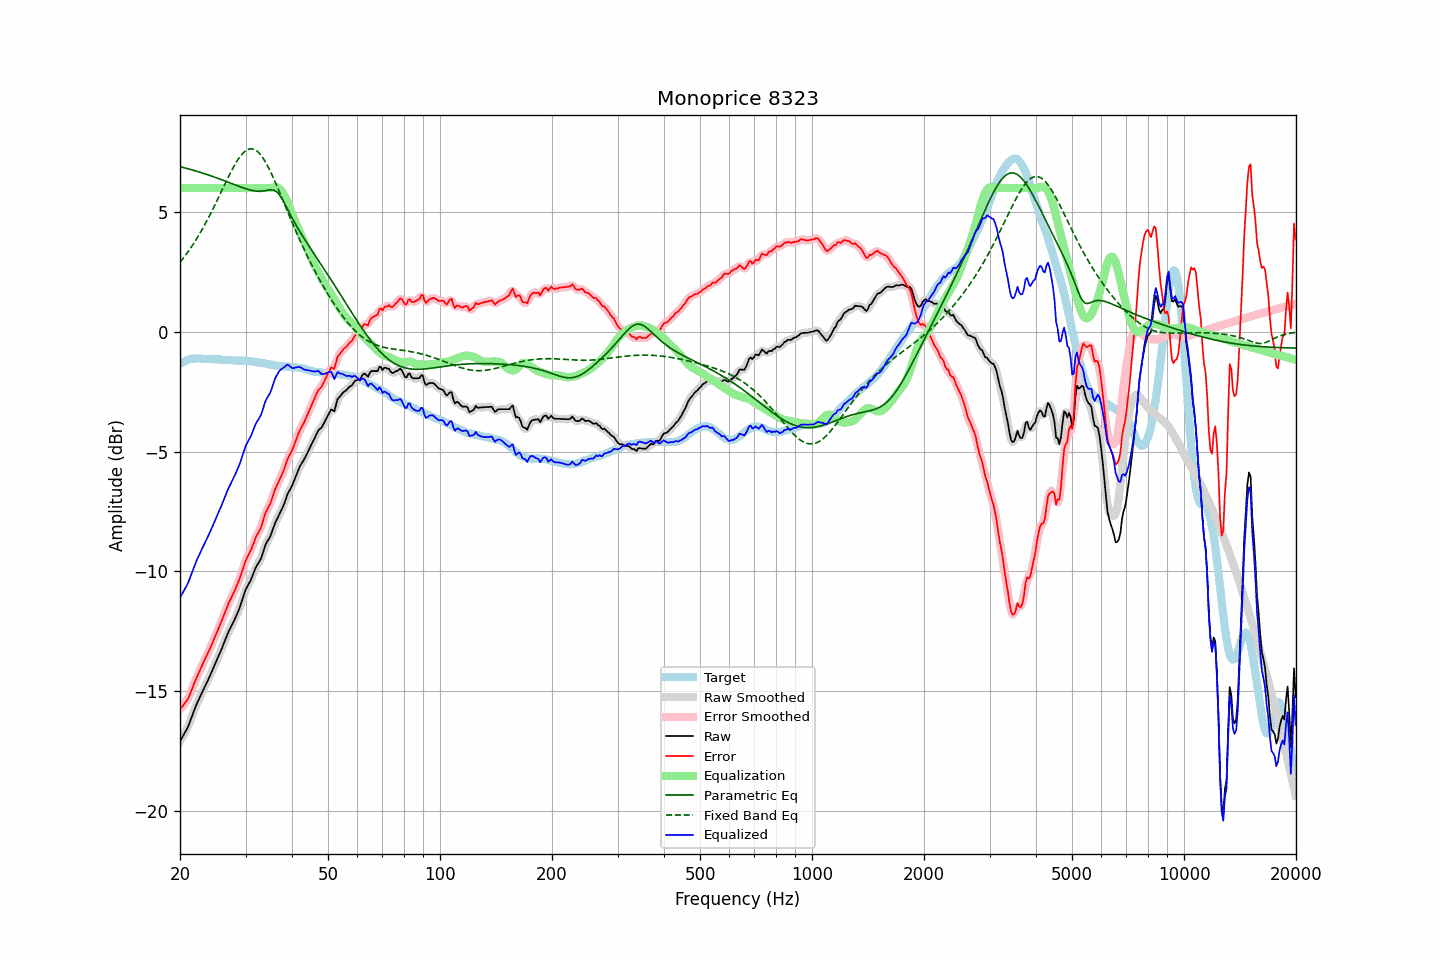 Monoprice 8323
Amplitude (dBr)
5
0
−5
−10
−15
−20
Target
Raw Smoothed
Error Smoothed
Raw
Error
Equalization
Parametric Eq
Fixed Band Eq
Equalized
20 50 100 200 500 1000 2000 5000 10000 20000
Frequency (Hz)